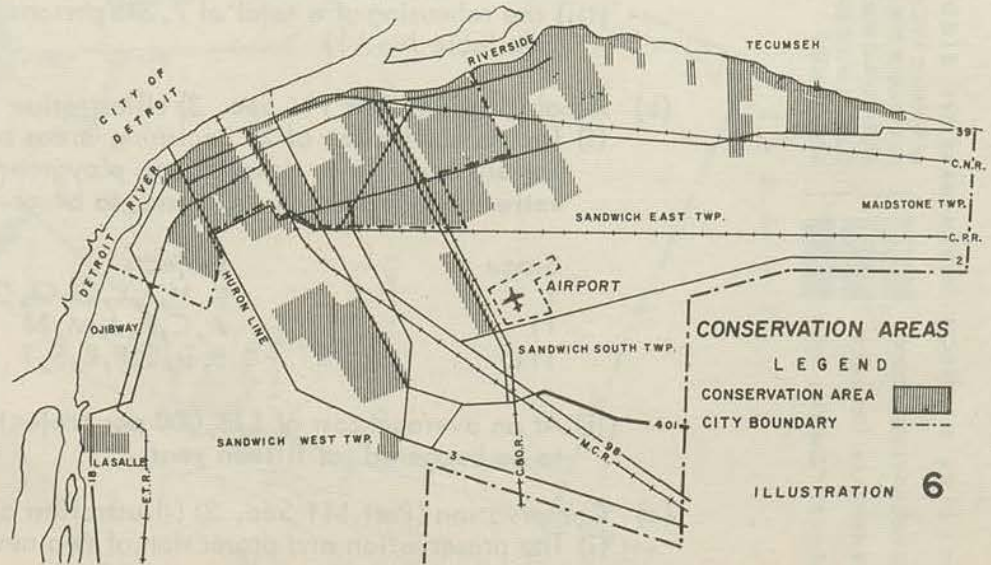 TECUMSEH
RIVERSIDE
CITY OF
DETROIT
39
C.N.R.
MAIDSTONE TWP.
RIVER
DETROIT
SANDWICH EAST TWP.
C.P.R.
2
HURON LINE
AIRPORT
OJIBWAY
SANDWICH SOUTH TWP.
CONSERVATION AREAS
LEGEND
CONSERVATION AREA
CITY BOUNDARY
401
98
M.C.R.
SANDWICH WEST TWP.
3
C.&O.R.
LASALLE
18
E.T.R.
ILLUSTRATION 6